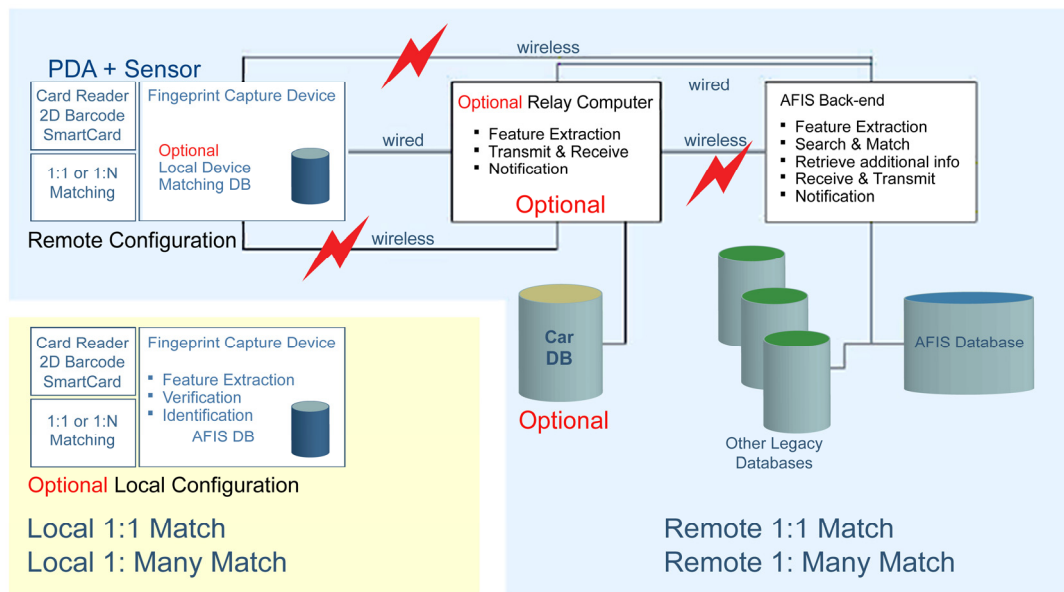 wireless
PDA + Sensor
Card Reader
2D Barcode
SmartCard
1:1 or 1:N
Matching
Fingeprint Capture Device
Optional
Local Device
Matching DB
Remote Configuration
wired
wireless
Optional Relay Computer
▪ Feature Extraction
▪ Transmit & Receive
▪ Notification
Optional
wired
wireless
AFIS Back-end
▪ Feature Extraction
▪ Search & Match
▪ Retrieve additional info
▪ Receive & Transmit
▪ Notification
Car
DB
Optional
Other Legacy
Databases
AFIS Database
Card Reader
2D Barcode
SmartCard
1:1 or 1:N
Matching
Fingeprint Capture Device
▪ Feature Extraction
▪ Verification
▪ Identification
AFIS DB
Optional Local Configuration
Local 1:1 Match
Local 1: Many Match
Remote 1:1 Match
Remote 1: Many Match